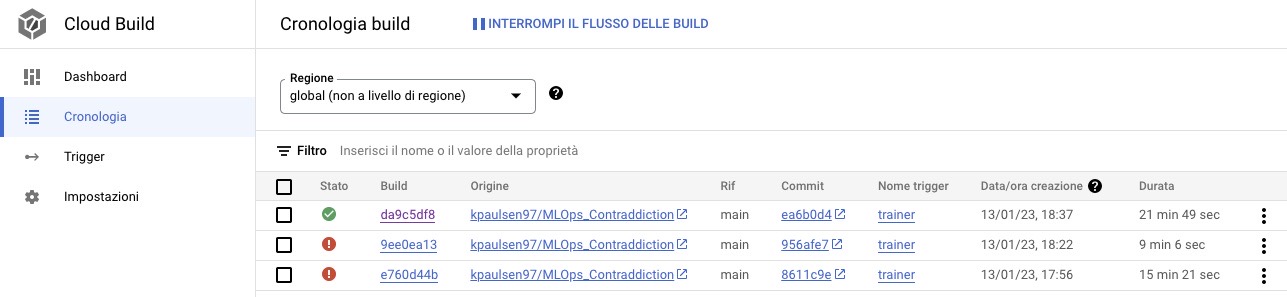 Cloud Build
Cronologia build
INTERROMPI IL FLUSSO DELLE BUILD
Dashboard
Cronologia
Trigger
Impostazioni
Regione
global (non a livello di regione)
Filtro Inserisci il nome o il valore della proprietà
Stato Build Origine Rif Commit Nome trigger Data/ora creazione Durata
da9c5df8 kpaulsen97/MLOps_Contraddiction main ea6b0d4 trainer 13/01/23, 18:37 21 min 49 sec
9ee0ea13 kpaulsen97/MLOps_Contraddiction main 956afe7 trainer 13/01/23, 18:22 9 min 6 sec
e760d44b kpaulsen97/MLOps_Contraddiction main 8611c9e trainer 13/01/23, 17:56 15 min 21 sec